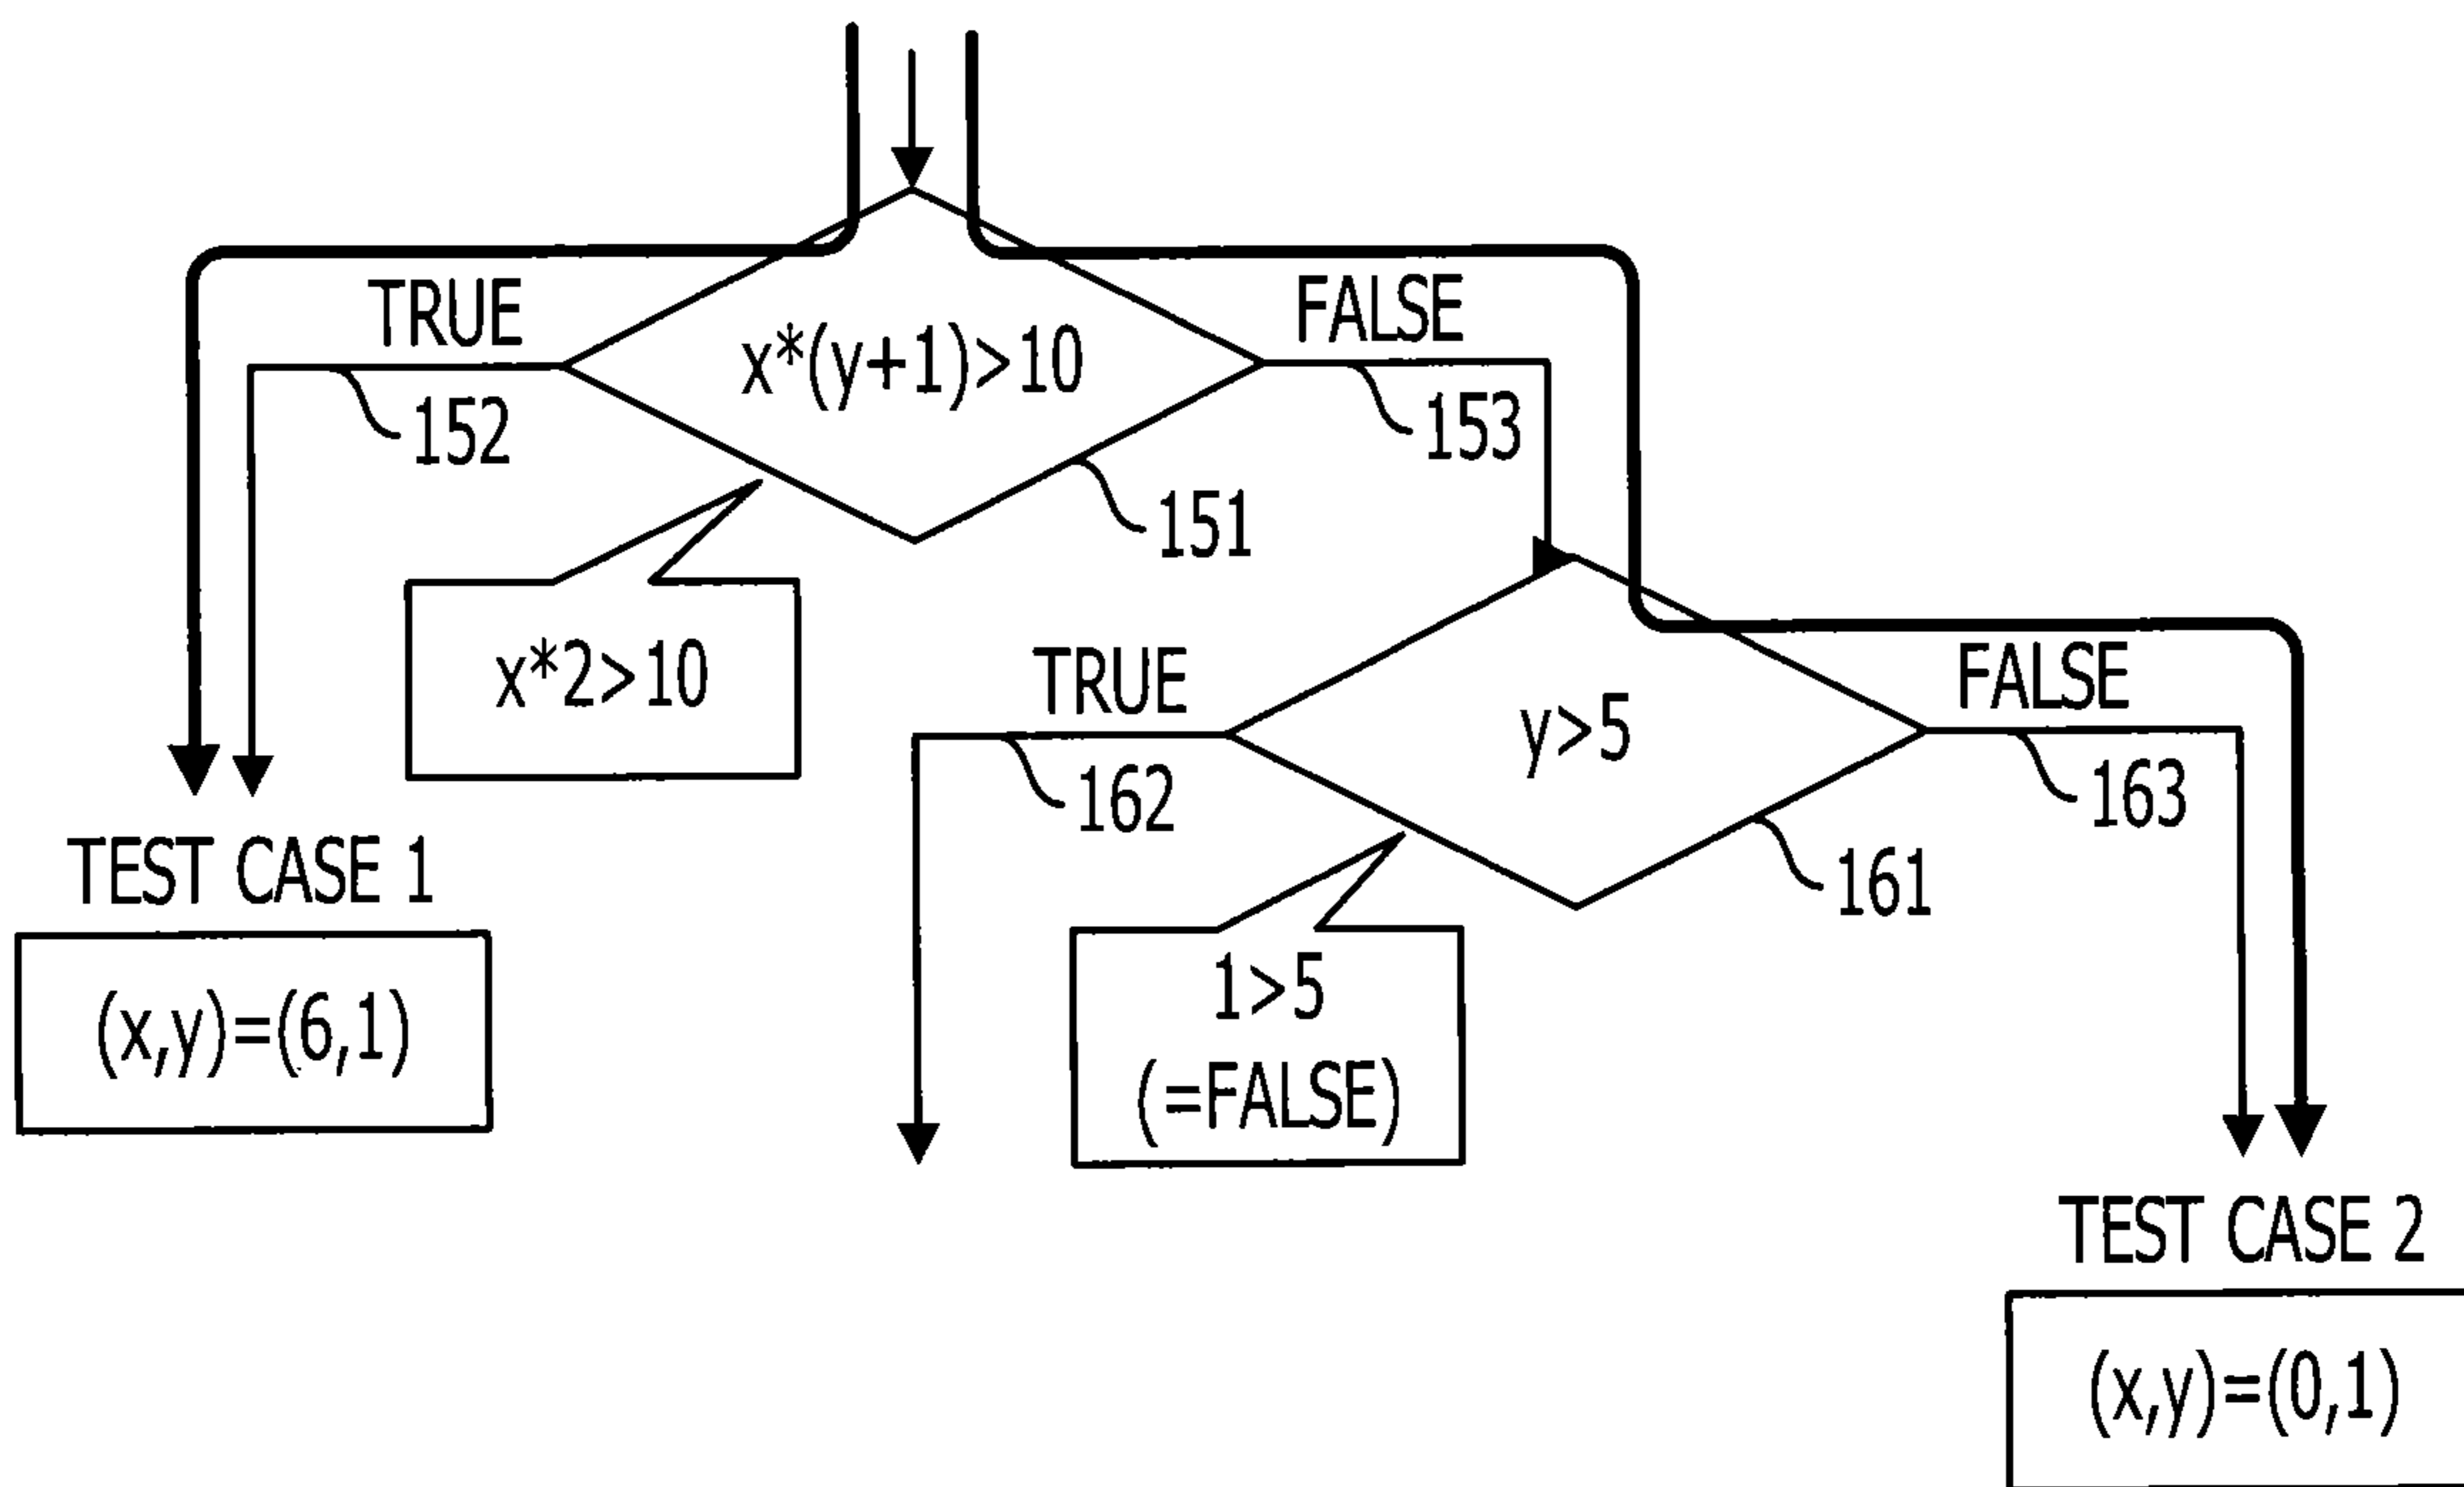 TRUE
x*(y+1)>10
FALSE
152
153
151
x*2>10
TRUE
y>5
FALSE
162
163
161
TEST CASE 1
(x,y)=(6,1)
1>5
(=FALSE)
TEST CASE 2
(x,y)=(0,1)